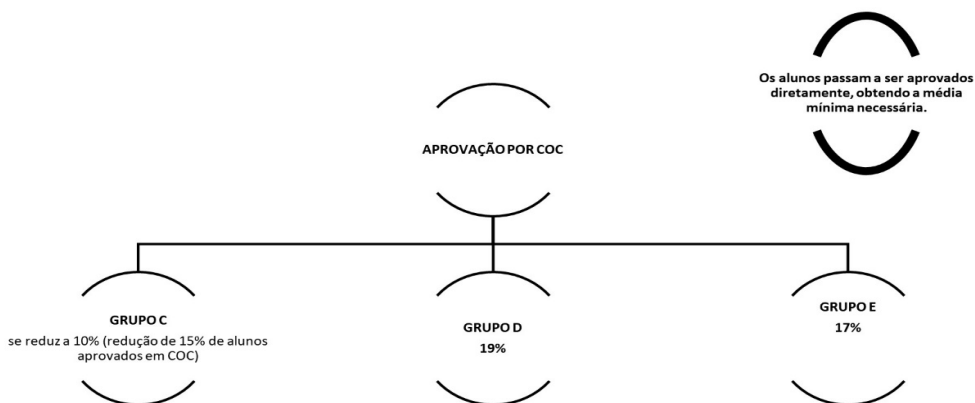 Os alunos passam a ser aprovados
diretamente, obtendo a média
mínima necessária.
APROVAÇÃO POR COC
GRUPO C
se reduz a 10% (redução de 15% de alunos
aprovados em COC)
GRUPO D
19%
GRUPO E
17%